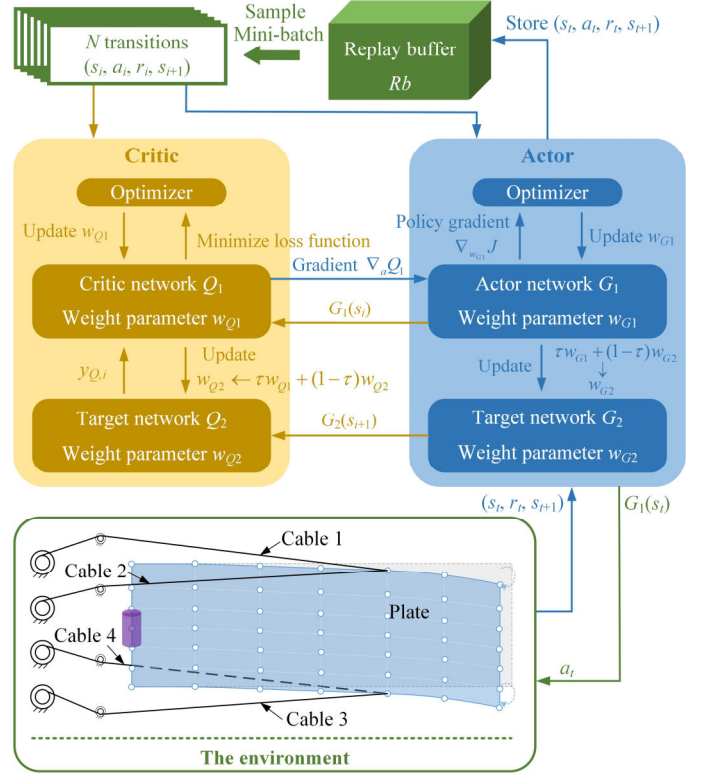 Sample
Mini-batch
N transitions
(s_i, a_i, r_i, s_{i+1})
Replay buffer
Rb
Store (s_t, a_t, r_t, s_{t+1})
Critic
Optimizer
Update w_{Q1}
Minimize loss function
Critic network Q_1
Weight parameter w_{Q1}
y_{Q,i}
Update
w_{Q2} ← τw_{Q1} + (1−τ)w_{Q2}
Target network Q_2
Weight parameter w_{Q2}
Gradient ∇_a Q_1
G_1(s_i)
G_2(s_{i+1})
Actor
Optimizer
Policy gradient
∇_{w_{G1}} J
Update w_{G1}
Actor network G_1
Weight parameter w_{G1}
Update
τw_{G1} + (1−τ)w_{G2}
↓
w_{G2}
Target network G_2
Weight parameter w_{G2}
(s_t, r_t, s_{t+1})
G_1(s_t)
a_t
Cable 1
Cable 2
Plate
Cable 4
Cable 3
The environment